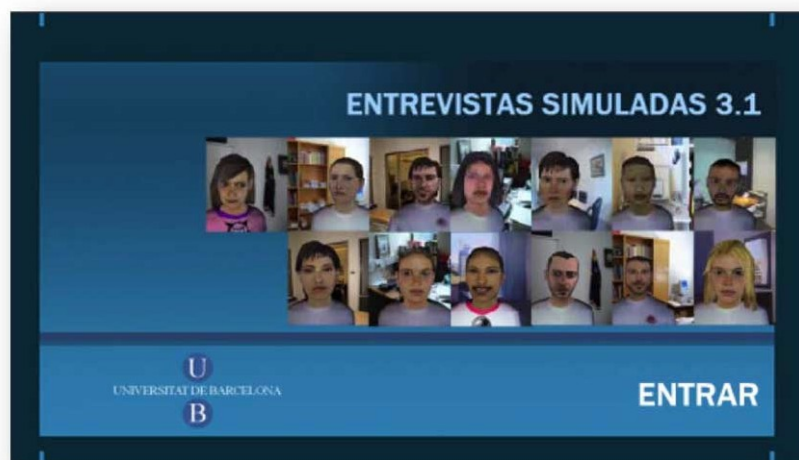 ENTREVISTAS SIMULADAS 3.1
U
UNIVERSITAT DE BARCELONA
B
ENTRAR